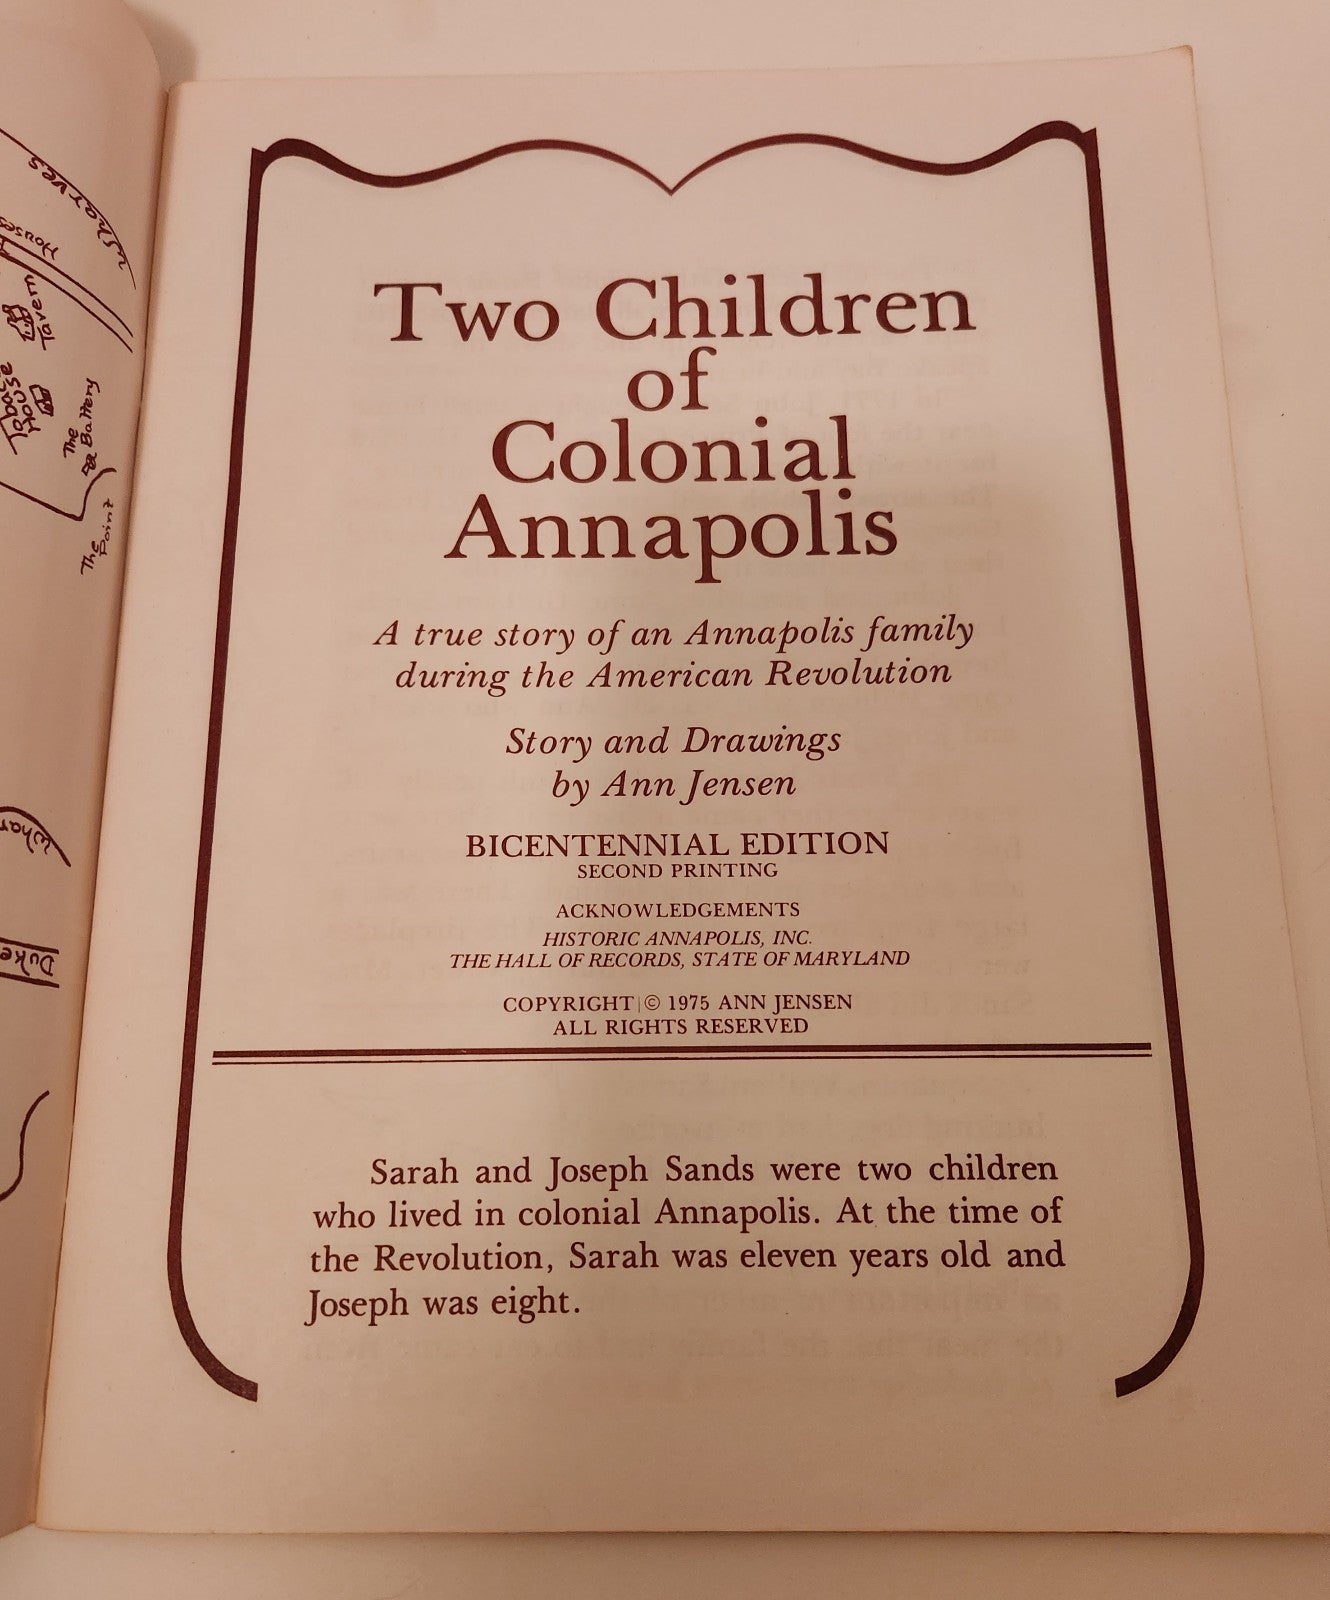 Wharves
Houses
Tavern
House
The
Battery
The
Point
Two Children
of
Colonial
Annapolis
A true story of an Annapolis family
during the American Revolution
Story and Drawings
by Ann Jensen
BICENTENNIAL EDITION
SECOND PRINTING
ACKNOWLEDGEMENTS
HISTORIC ANNAPOLIS, INC.
THE HALL OF RECORDS, STATE OF MARYLAND
COPYRIGHT © 1975 ANN JENSEN
ALL RIGHTS RESERVED
Sarah and Joseph Sands were two children
who lived in colonial Annapolis. At the time of
the Revolution, Sarah was eleven years old and
Joseph was eight.